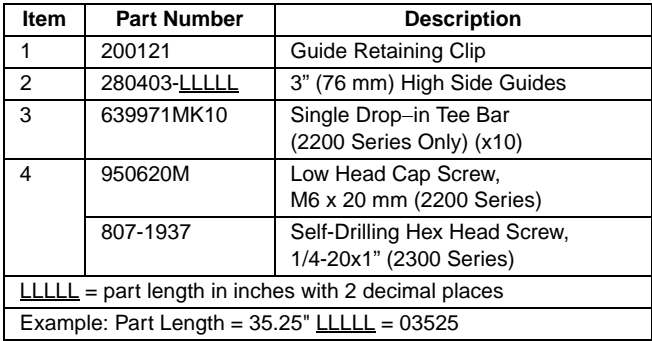 Item Part Number Description
1 200121 Guide Retaining Clip
2 280403-LLLLL 3” (76 mm) High Side Guides
3 639971MK10 Single Drop–in Tee Bar
(2200 Series Only) (x10)
4 950620M Low Head Cap Screw,
M6 x 20 mm (2200 Series)
807-1937 Self-Drilling Hex Head Screw,
1/4-20x1” (2300 Series)
LLLLL = part length in inches with 2 decimal places
Example: Part Length = 35.25" LLLLL = 03525